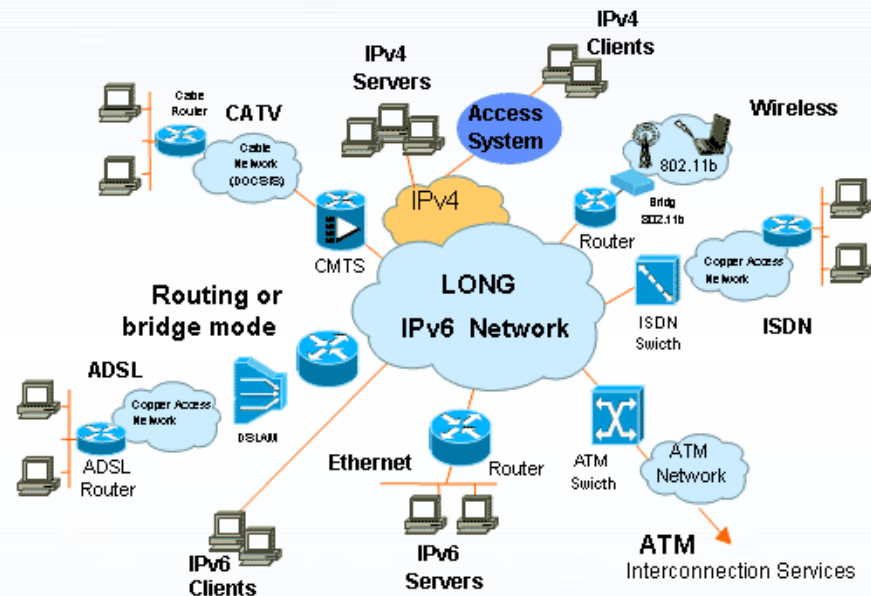 IPv4
Clients
IPv4
Servers
Cable
Router
CATV
Access
System
Wireless
Cable
Network
(DOCSIS)
802.11b
IPv4
Bridg
802.11b
Router
CMTS
Copper Access
Network
LONG
IPv6 Network
Routing or
bridge mode
ISDN
Swicth
ISDN
ADSL
Copper Access
Network
DSLAM
Ethernet
Router
ATM
Swicth
ATM
Network
ADSL
Router
IPv6
Clients
IPv6
Servers
ATM
Interconnection Services